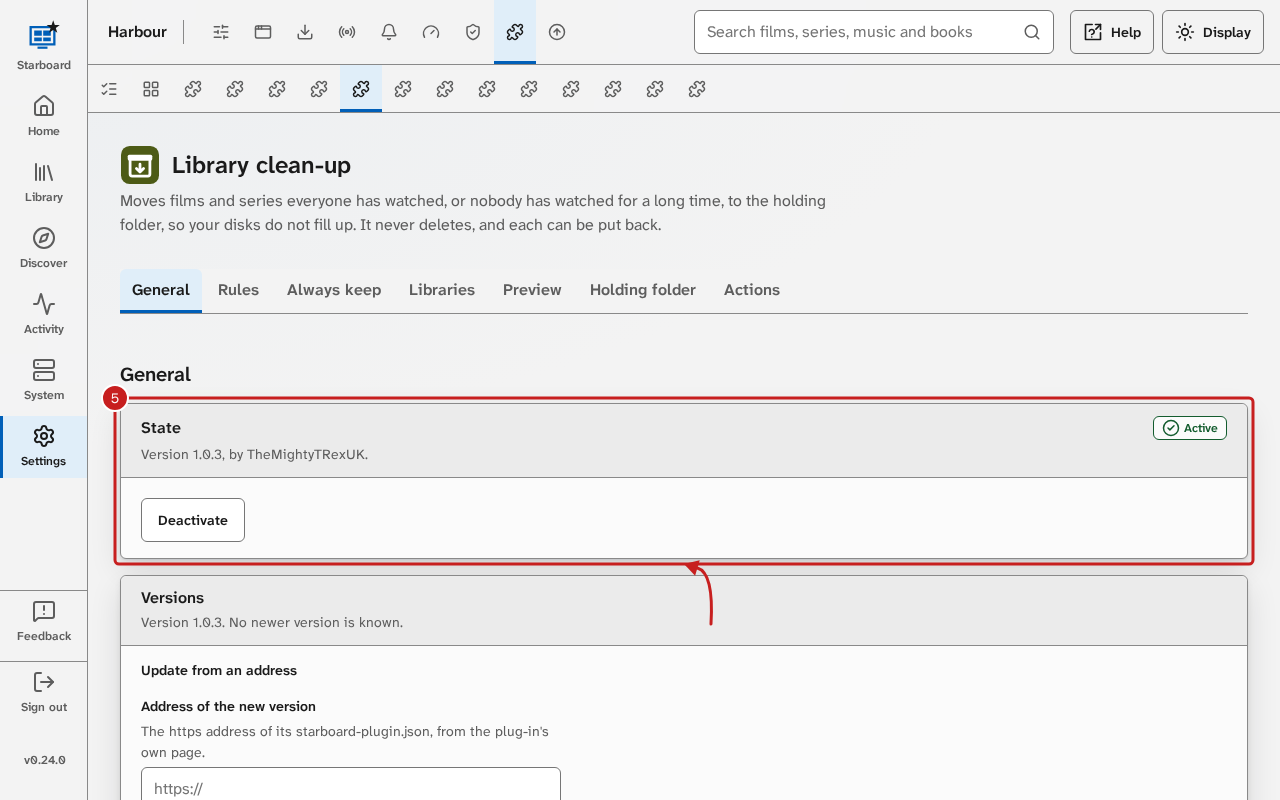 Starboard
Home
Library
Discover
Activity
System
Settings
Feedback
Sign out
v0.24.0
Harbour
Search films, series, music and books
Help
Display
Library clean-up
Moves films and series everyone has watched, or nobody has watched for a long time, to the holding
folder, so your disks do not fill up. It never deletes, and each can be put back.
General
Rules
Always keep
Libraries
Preview
Holding folder
Actions
General
5
State
Active
Version 1.0.3, by TheMightyTRexUK.
Deactivate
Versions
Version 1.0.3. No newer version is known.
Update from an address
Address of the new version
The https address of its starboard-plugin.json, from the plug-in's
own page.
https://